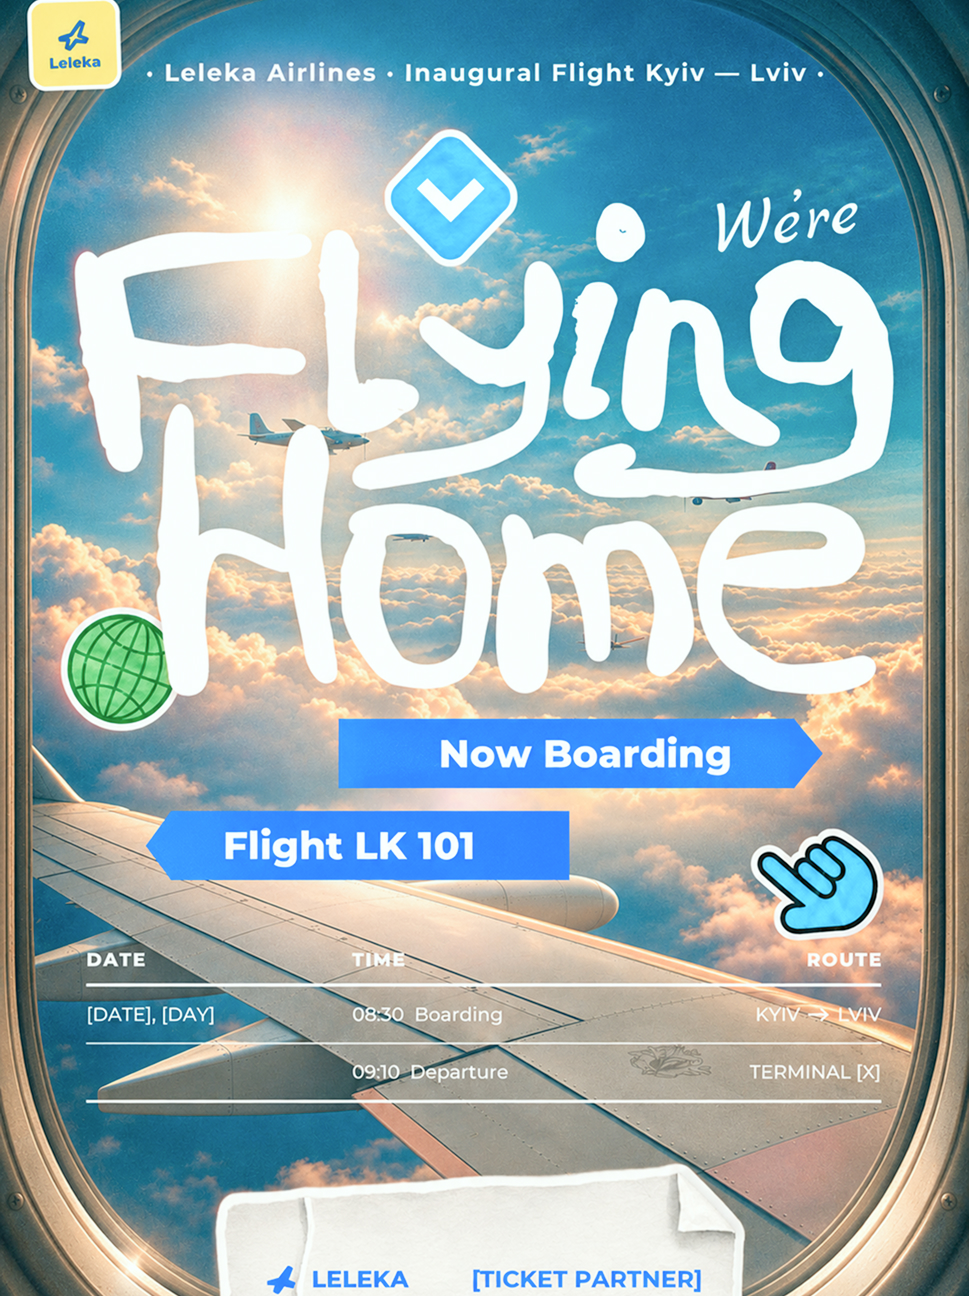 Leleka
· Leleka Airlines · Inaugural Flight Kyiv — Lviv ·
We're
Flying
Home
Now Boarding
Flight LK 101
DATE TIME ROUTE
[DATE], [DAY] 08:30 Boarding KYIV → LVIV
09:10 Departure TERMINAL [X]
LELEKA [TICKET PARTNER]